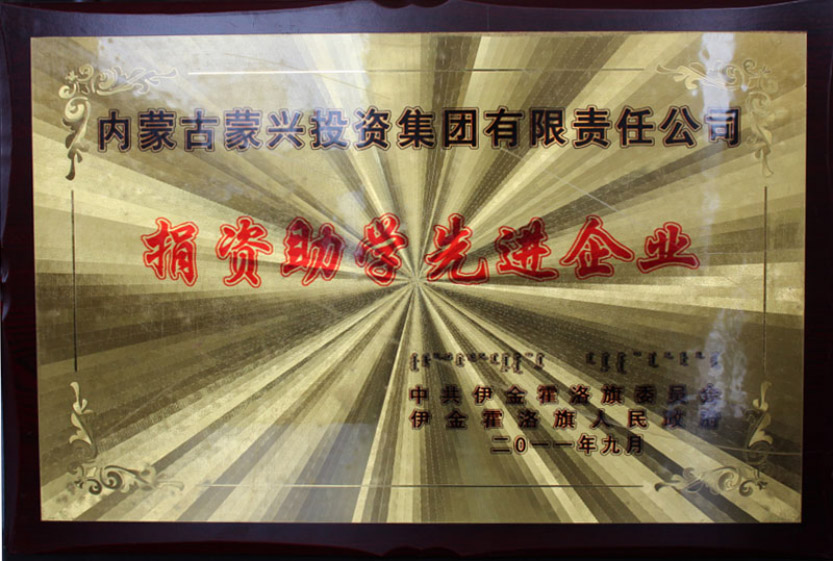 内蒙古蒙兴投资集团有限责任公司
捐资助学先进企业
中共伊金霍洛旗委员会
伊金霍洛旗人民政府
二0一一年九月